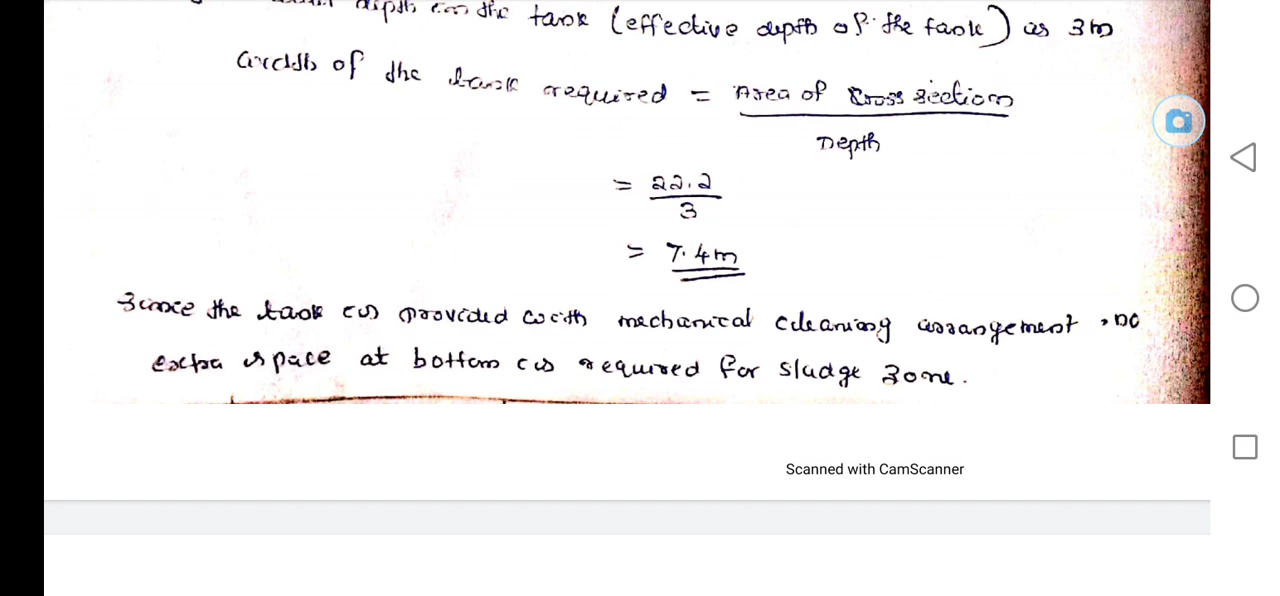 depth in the tank (effective depth of the tank) as 3m
width of the tank required = Area of Cross section
Depth
= 22.2
3
= 7.4m
Since the tank is provided with mechanical cleaning arrangement, no
extra space at bottom is required for sludge zone.
Scanned with CamScanner